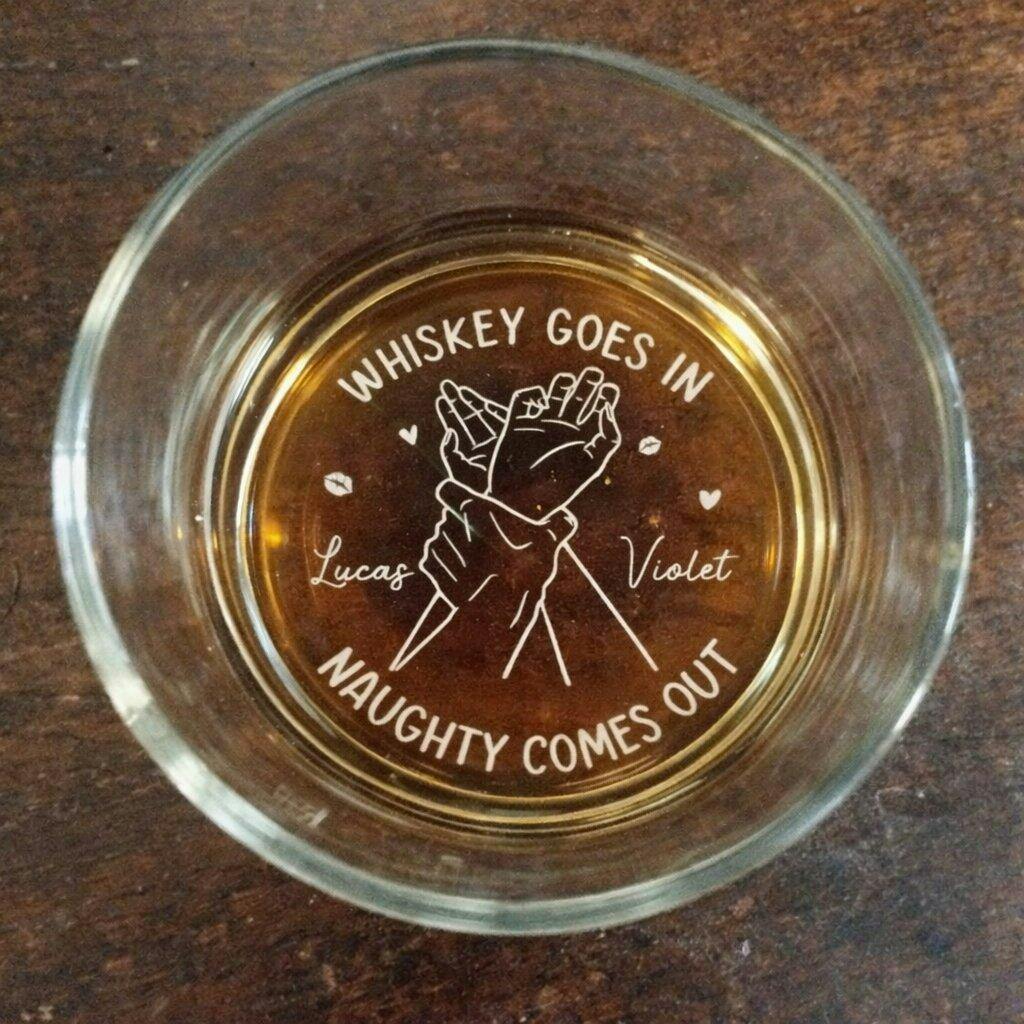 WHISKEY GOES IN
Lucas
Violet
NAUGHTY COMES OUT